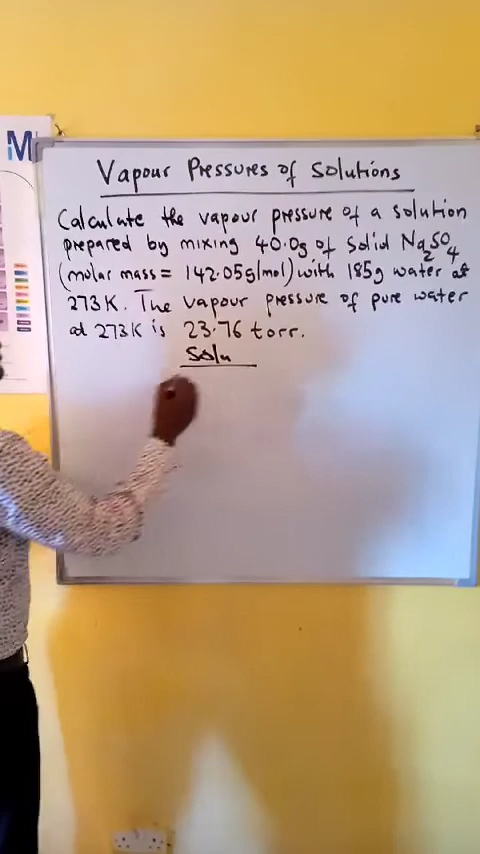 M
Vapour Pressures of Solutions
Calculate the vapour pressure of a solution
prepared by mixing 40.0g of solid Na2SO4
(molar mass = 142.05g/mol) with 185g water at
273K. The vapour pressure of pure water
at 273K is 23.76 torr.
Soln